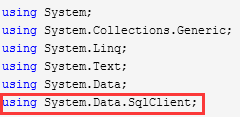 using System;
using System.Collections.Generic;
using System.Linq;
using System.Text;
using System.Data;
using System.Data.SqlClient;